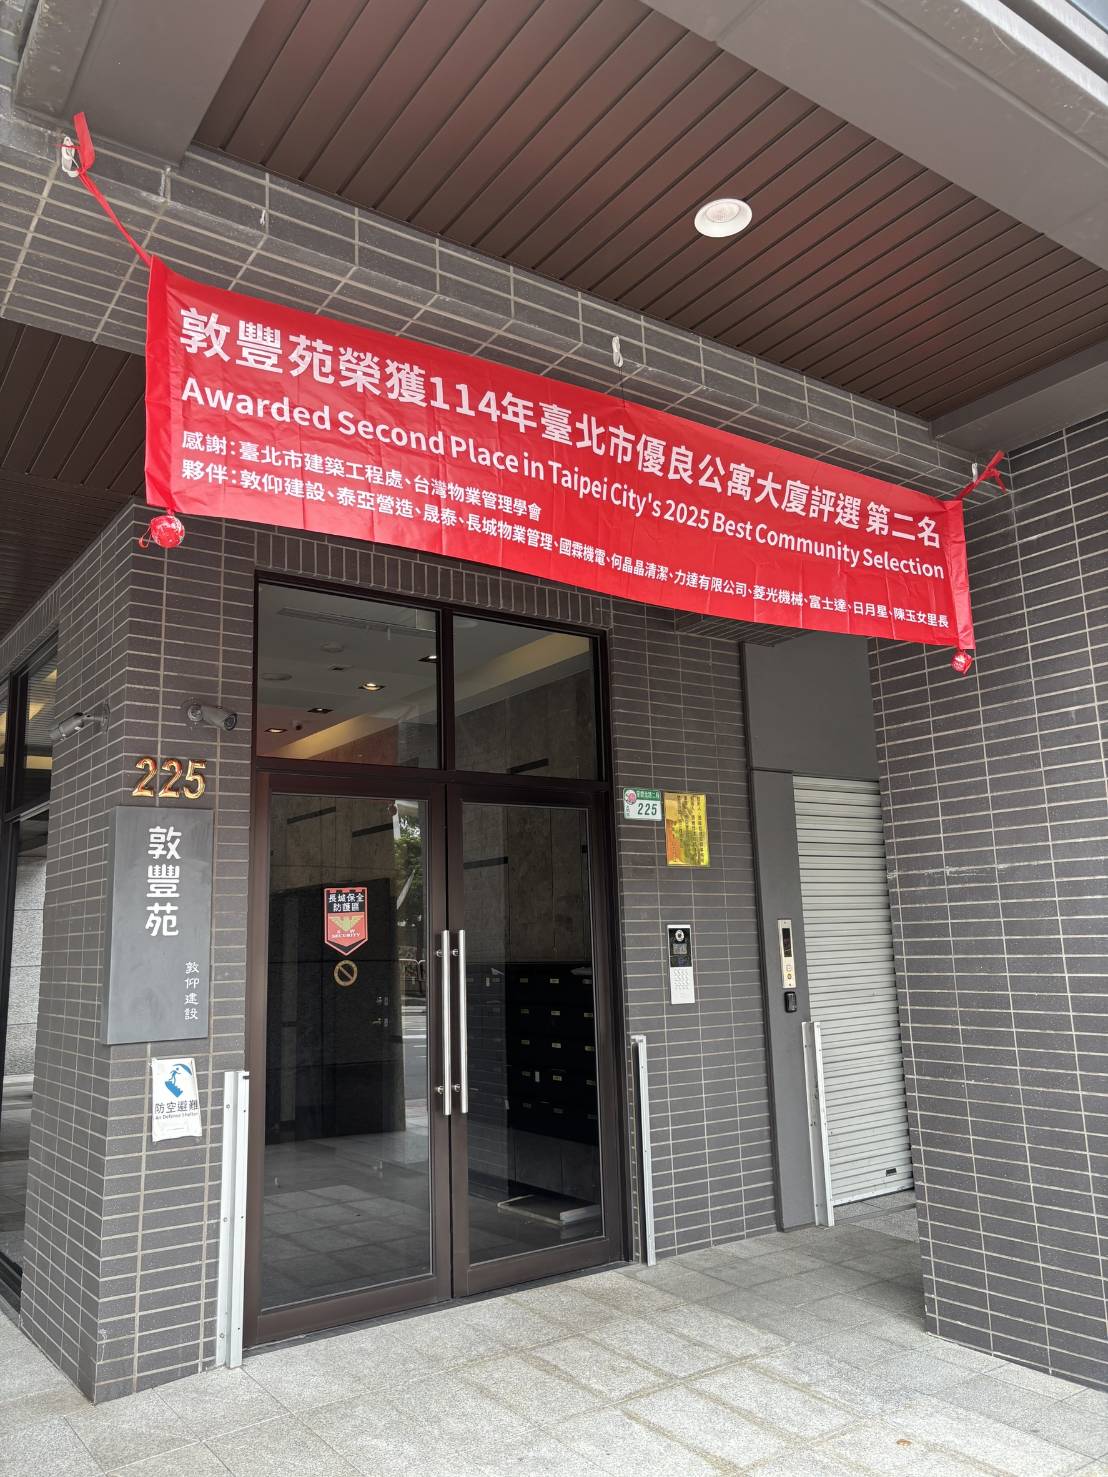 敦豐苑榮獲114年臺北市優良公寓大廈評選 第二名
Awarded Second Place in Taipei City's 2025 Best Community Selection
感謝:臺北市建築工程處、台灣物業管理學會
夥伴:敦仰建設、泰亞營造、晟泰、長城物業管理、國霖機電、何晶晶清潔、力達有限公司、菱光機械、富士達、日月星、陳玉女里長
225
敦豐苑
敦仰建設
防空避難
Air Defense Shelter
長城保全
防護區
SECURITY
225